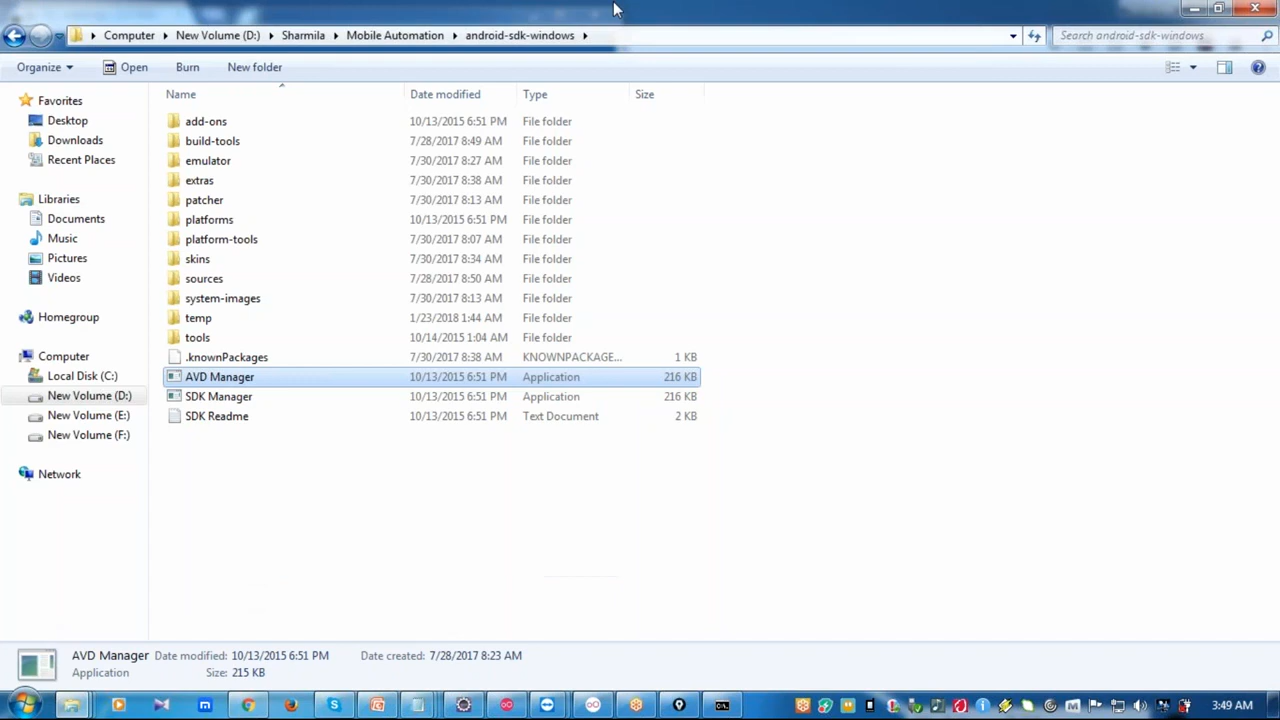 Computer New Volume (D:) Sharmila Mobile Automation android-sdk-windows Search android-sdk-windows
Organize Open Burn New folder
Name Date modified Type Size
Favorites
Desktop
Downloads
Recent Places
Libraries
Documents
Music
Pictures
Videos
Homegroup
Computer
Local Disk (C:)
New Volume (D:)
New Volume (E:)
New Volume (F:)
Network
add-ons 10/13/2015 6:51 PM File folder
build-tools 7/28/2017 8:49 AM File folder
emulator 7/30/2017 8:27 AM File folder
extras 7/30/2017 8:38 AM File folder
patcher 7/30/2017 8:13 AM File folder
platforms 10/13/2015 6:51 PM File folder
platform-tools 7/30/2017 8:07 AM File folder
skins 7/30/2017 8:34 AM File folder
sources 7/28/2017 8:50 AM File folder
system-images 7/30/2017 8:13 AM File folder
temp 1/23/2018 1:44 AM File folder
tools 10/14/2015 1:04 AM File folder
.knownPackages 7/30/2017 8:38 AM KNOWNPACKAGE... 1 KB
AVD Manager 10/13/2015 6:51 PM Application 216 KB
SDK Manager 10/13/2015 6:51 PM Application 216 KB
SDK Readme 10/13/2015 6:51 PM Text Document 2 KB
AVD Manager Date modified: 10/13/2015 6:51 PM Date created: 7/28/2017 8:23 AM
Application Size: 215 KB
3:49 AM